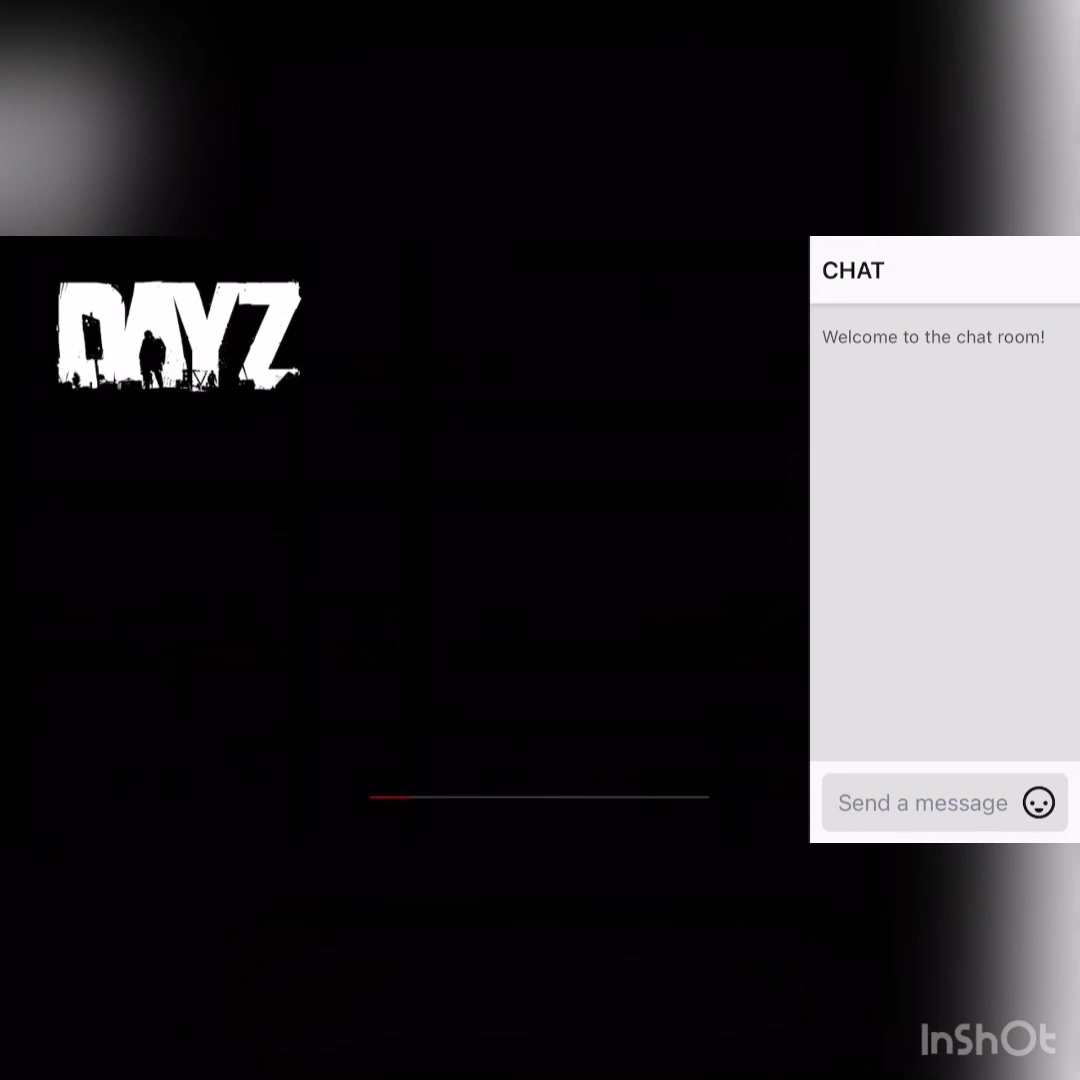 DAYZ
CHAT
Welcome to the chat room!
Send a message
InShOt